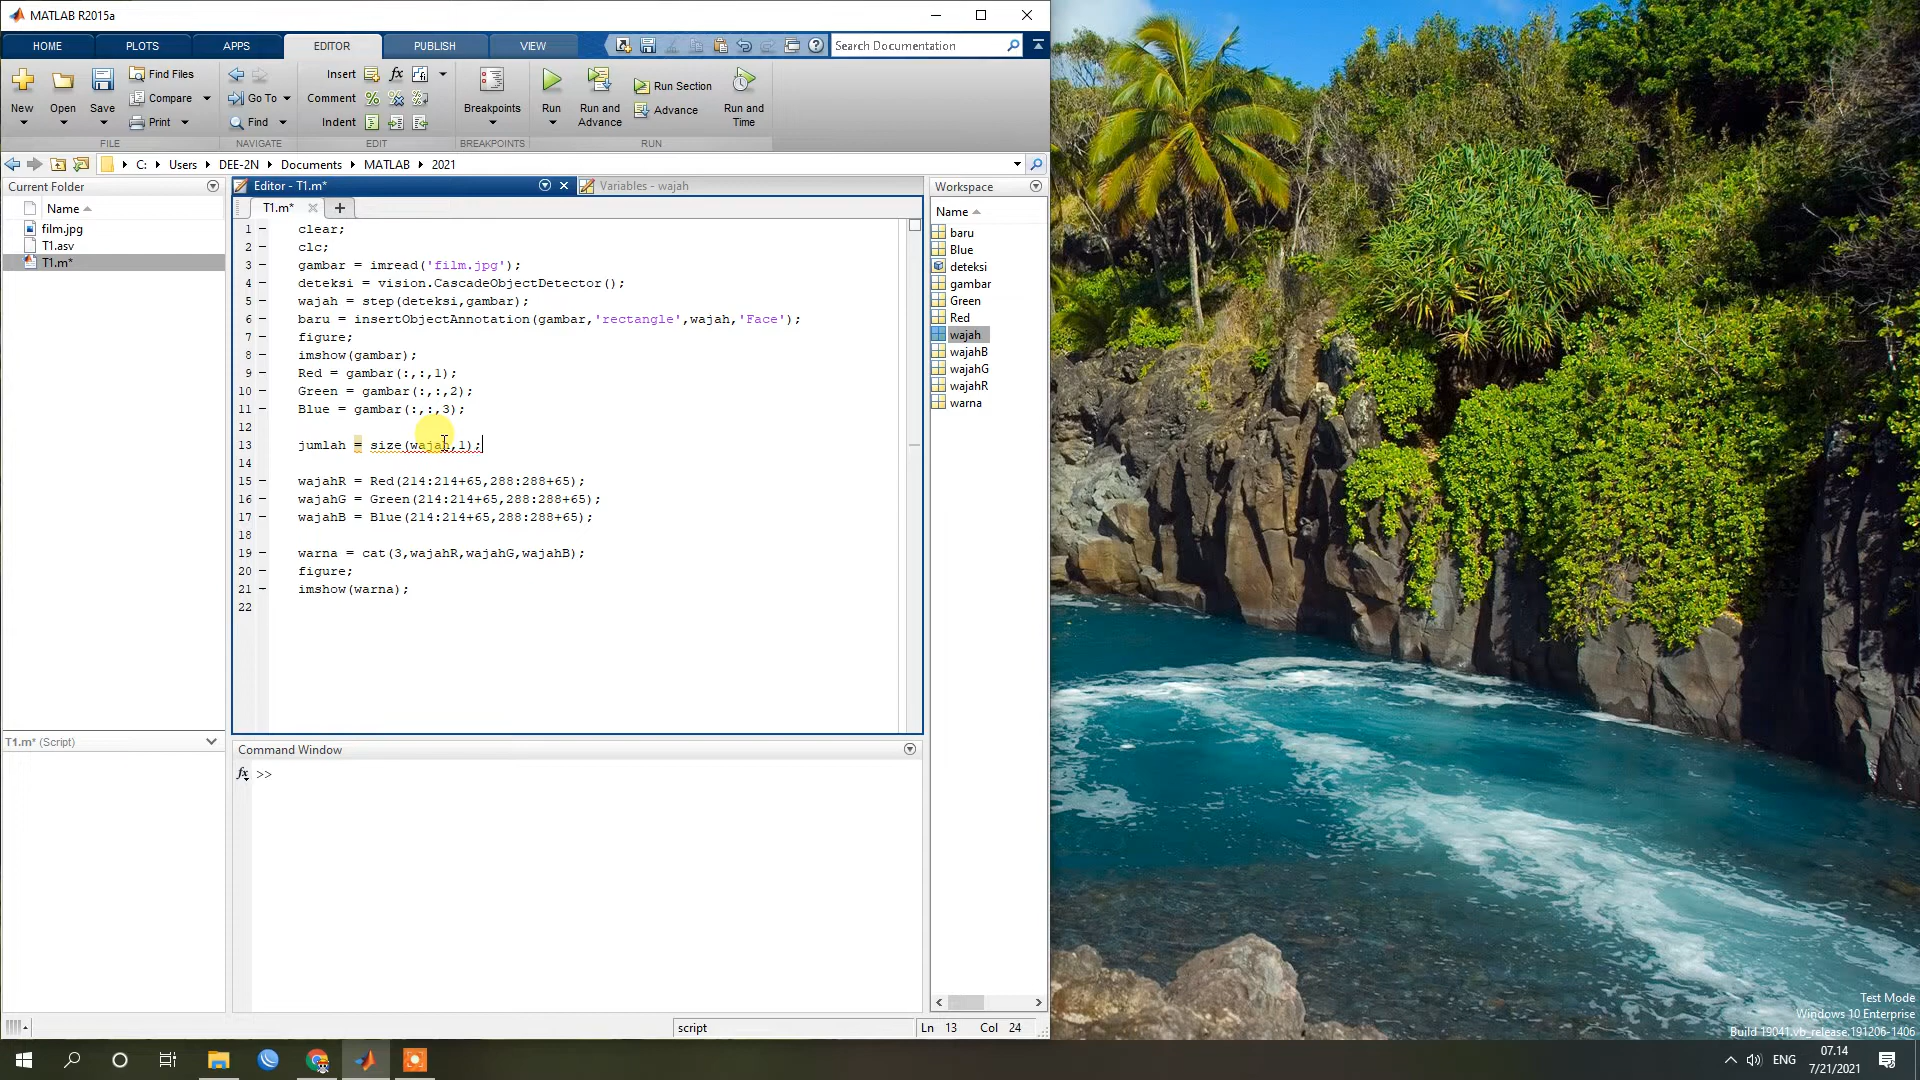 MATLAB R2015a
HOME PLOTS APPS EDITOR PUBLISH VIEW Search Documentation
New Open Save Find Files Compare Print
FILE
Go To Find
NAVIGATE
Insert fx
Comment
Indent
EDIT
Breakpoints
BREAKPOINTS
Run Run and Advance Run Section Advance Run and Time
RUN
C: Users DEE-2N Documents MATLAB 2021
Current Folder
Name
film.jpg
T1.asv
T1.m*
Editor - T1.m* Variables - wajah
T1.m*
1 clear;
2 clc;
3 gambar = imread('film.jpg');
4 deteksi = vision.CascadeObjectDetector();
5 wajah = step(deteksi,gambar);
6 baru = insertObjectAnnotation(gambar,'rectangle',wajah,'Face');
7 figure;
8 imshow(gambar);
9 Red = gambar(:,:,1);
10 Green = gambar(:,:,2);
11 Blue = gambar(:,:,3);
12
13 jumlah = size(wajah,1);
14
15 wajahR = Red(214:214+65,288:288+65);
16 wajahG = Green(214:214+65,288:288+65);
17 wajahB = Blue(214:214+65,288:288+65);
18
19 warna = cat(3,wajahR,wajahG,wajahB);
20 figure;
21 imshow(warna);
22
Workspace
Name
baru
Blue
deteksi
gambar
Green
Red
wajah
wajahB
wajahG
wajahR
warna
T1.m* (Script)
Command Window
fx >>
script Ln 13 Col 24
Test Mode
Windows 10 Enterprise
Build 19041.vb_release.191206-1406
ENG
07.14
7/21/2021